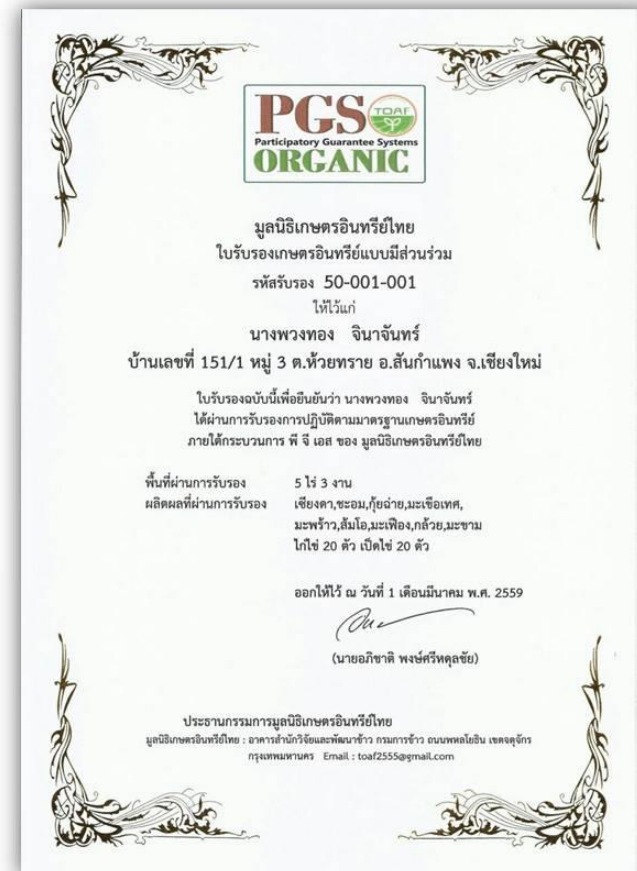 PGS
TOAF
Participatory Guarantee Systems
ORGANIC
มูลนิธิเกษตรอินทรีย์ไทย
ใบรับรองเกษตรอินทรีย์แบบมีส่วนร่วม
รหัสรับรอง 50-001-001
ให้ไว้แก่
นางพวงทอง จินาจันทร์
บ้านเลขที่ 151/1 หมู่ 3 ต.ห้วยทราย อ.สันกำแพง จ.เชียงใหม่
ใบรับรองฉบับนี้เพื่อยืนยันว่า นางพวงทอง จินาจันทร์
ได้ผ่านการรับรองการปฏิบัติตามมาตรฐานเกษตรอินทรีย์
ภายใต้กระบวนการ พี จี เอส ของ มูลนิธิเกษตรอินทรีย์ไทย
พื้นที่ผ่านการรับรอง 5 ไร่ 3 งาน
ผลิตผลที่ผ่านการรับรอง เซียงดา,ชะอม,กุ้ยฉ่าย,มะเขือเทศ,
มะพร้าว,ส้มโอ,มะเฟือง,กล้วย,มะขาม
ไก่ไข่ 20 ตัว เป็ดไข่ 20 ตัว
ออกให้ไว้ ณ วันที่ 1 เดือนมีนาคม พ.ศ. 2559
(นายอภิชาติ พงษ์ศรีหดุลชัย)
ประธานกรรมการมูลนิธิเกษตรอินทรีย์ไทย
มูลนิธิเกษตรอินทรีย์ไทย : อาคารสำนักวิจัยและพัฒนาข้าว กรมการข้าว ถนนพหลโยธิน เขตจตุจักร
กรุงเทพมหานคร Email : toaf2555@gmail.com